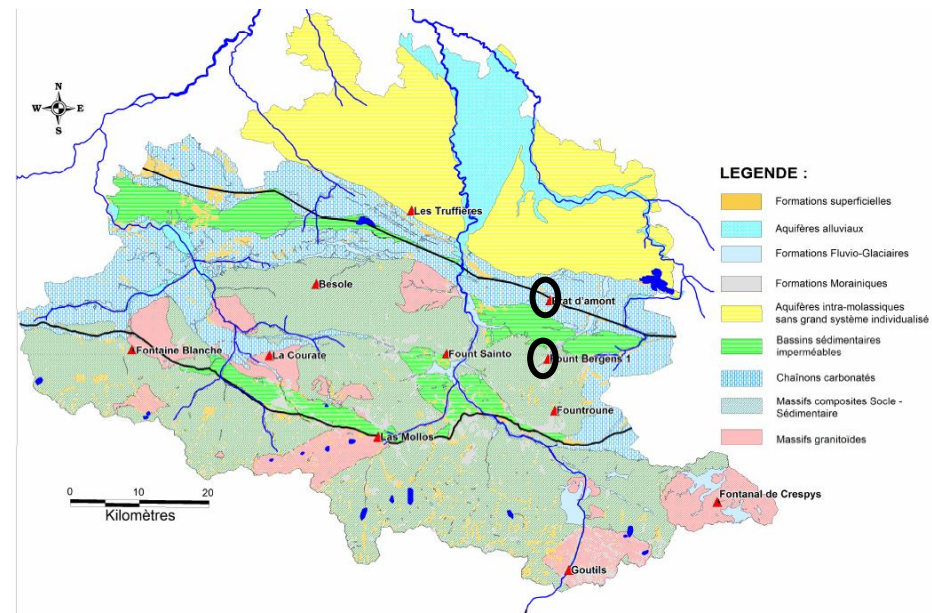 N
W E
S
LEGENDE :
Formations superficielles
Aquifères alluviaux
Formations Fluvio-Glaciaires
Formations Morainiques
Aquifères intra-molassiques
sans grand système individualisé
Bassins sédimentaires
imperméables
Chaînons carbonatés
Massifs composites Socle -
Sédimentaire
Massifs granitoïdes
Les Truffières
Besole
Prat d'amont
Fontaine Blanche
La Courate
Fount Sainto
Fount Bergens 1
Fountroune
Las Mollos
Fontanal de Crespys
Goutils
0 10 20
Kilomètres